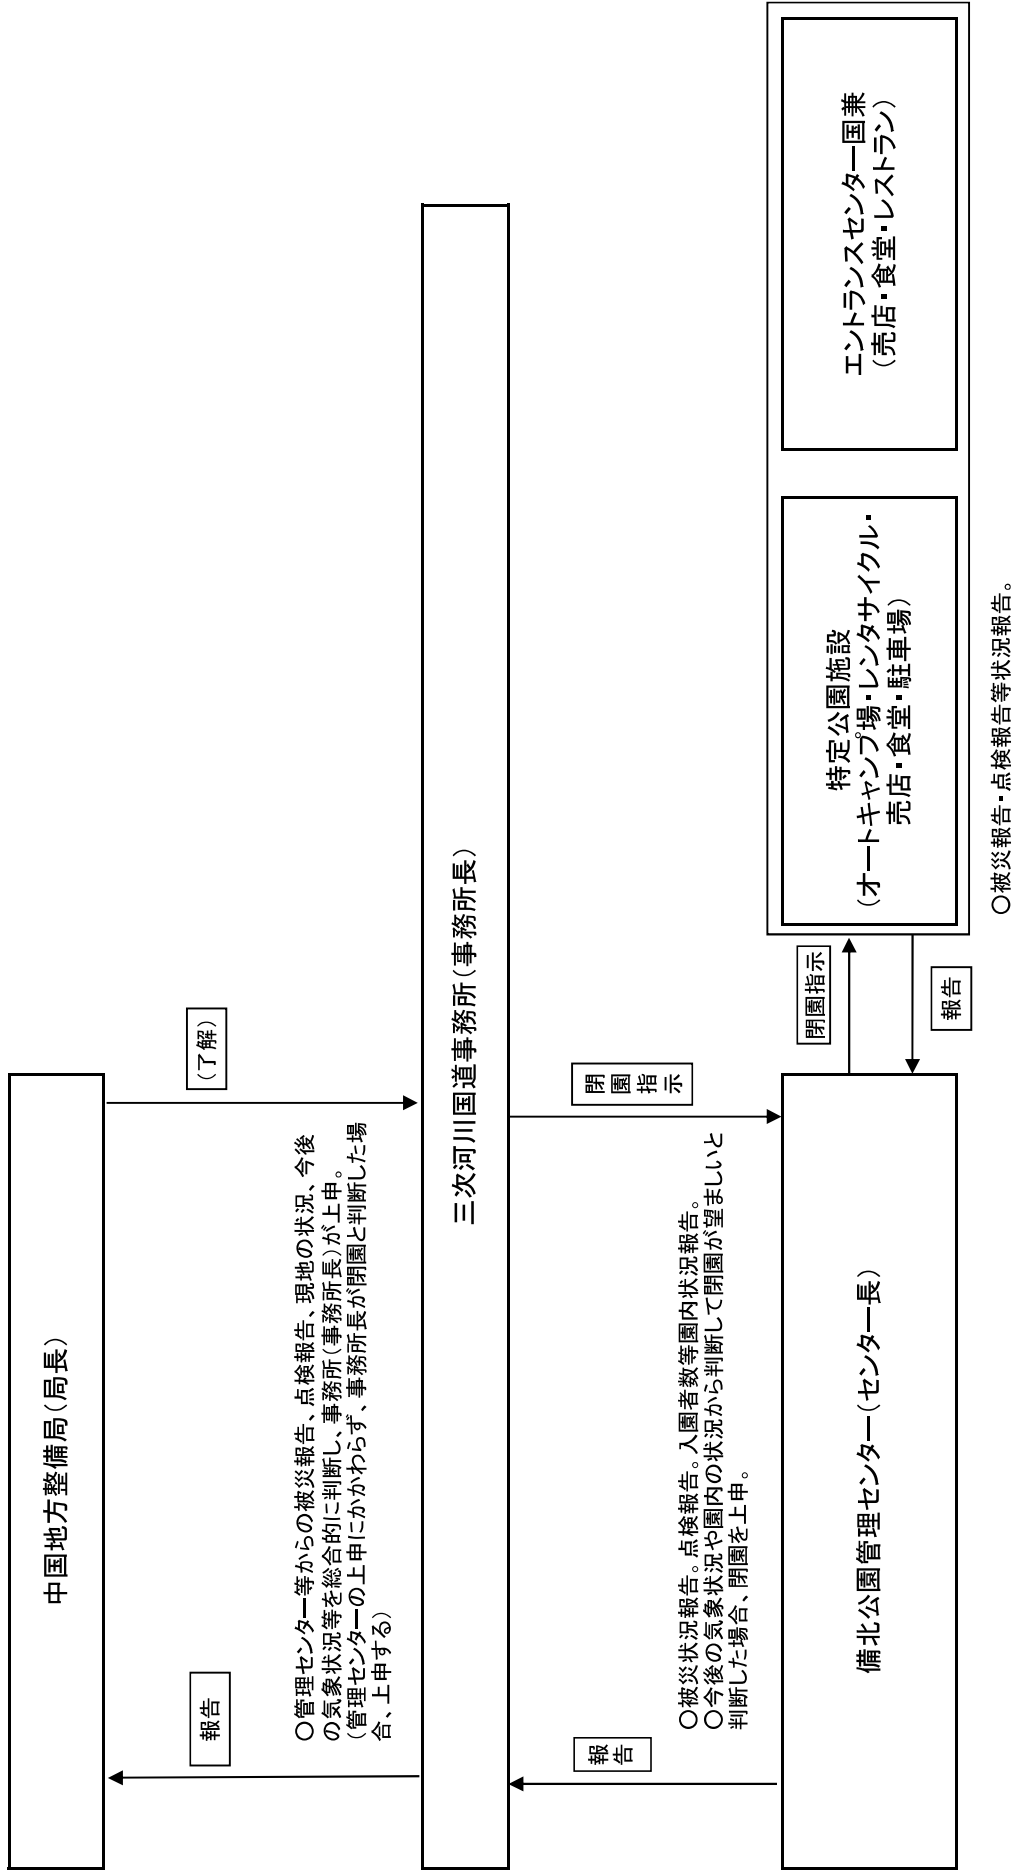 中国地方整備局（局長）
報告
（了解）
〇管理センター等からの被災報告、点検報告、現地の状況、今後
の気象状況等を総合的に判断し、事務所（事務所長）が上申。
（管理センターの上申にかかわらず、事務所長が閉園と判断した場
合、上申する）
三次河川国道事務所（事務所長）
報
告
閉
園
指
示
〇被災状況報告。点検報告。入園者数等園内状況報告。
〇今後の気象状況や園内の状況から判断して閉園が望ましいと
判断した場合、閉園を上申。
備北公園管理センター（センター長）
閉園指示
報告
特定公園施設
（オートキャンプ場・レンタサイクル・
売店・食堂・駐車場）
エントランスセンター国兼
（売店・食堂・レストラン）
〇被災報告・点検報告等状況報告。